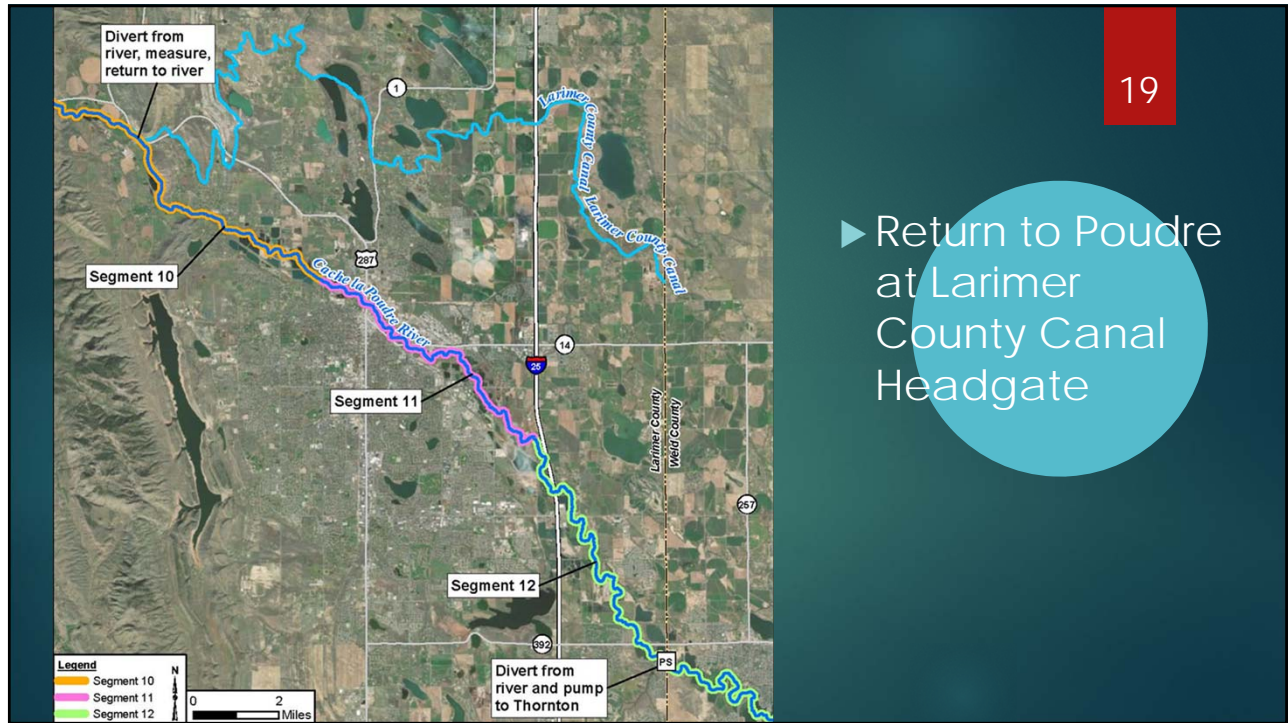 19
Return to Poudre
at Larimer
County Canal
Headgate
Divert from
river, measure,
return to river
1
Larimer County Canal
Larimer County Canal
Segment 10
287
Cache la Poudre River
14
25
Segment 11
Larimer County
Weld County
257
Segment 12
392
PS
Divert from
river and pump
to Thornton
Legend
Segment 10
Segment 11
Segment 12
N
0 2
Miles